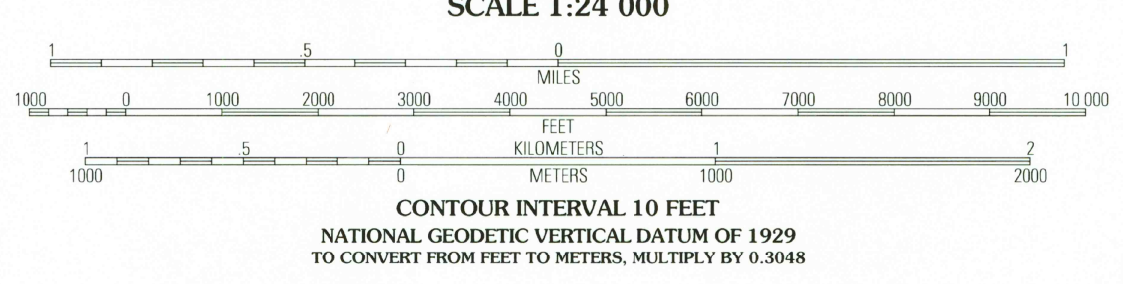 SCALE 1:24 000
1 .5 0 1
MILES
1000 0 1000 2000 3000 4000 5000 6000 7000 8000 9000 10 000
FEET
1 .5 0 KILOMETERS 1 2
1000 0 METERS 1000 2000
CONTOUR INTERVAL 10 FEET
NATIONAL GEODETIC VERTICAL DATUM OF 1929
TO CONVERT FROM FEET TO METERS, MULTIPLY BY 0.3048